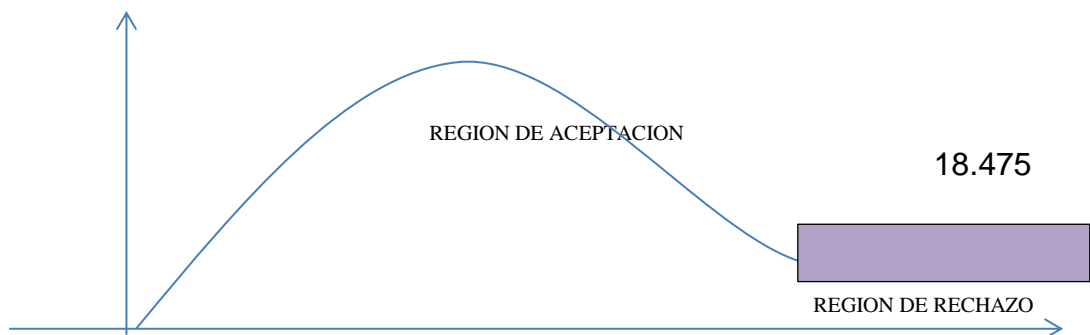 REGION DE ACEPTACION
18.475
REGION DE RECHAZO